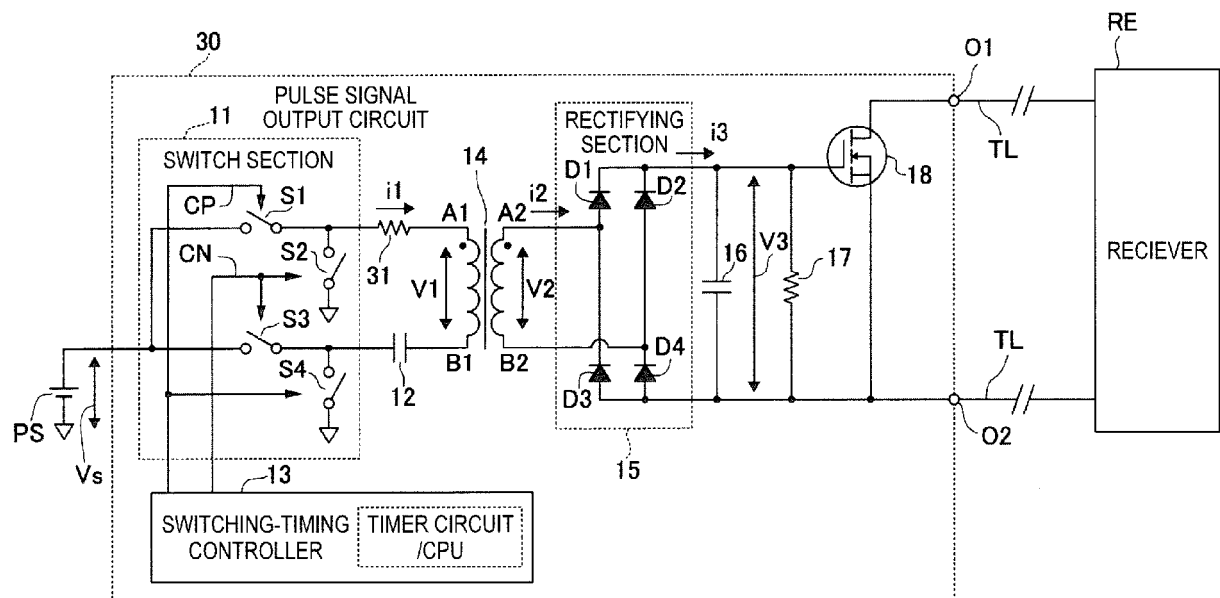 30
RE
O1
PULSE SIGNAL
OUTPUT CIRCUIT
11
RECTIFYING
SECTION
i3
SWITCH SECTION
14
TL
18
D1
D2
CP
S1
i1
A1
A2
i2
CN
S2
31
16
V3
17
RECIEVER
V1
V2
S3
B1
B2
D4
TL
S4
12
D3
PS
O2
Vs
13
15
SWITCHING-TIMING
CONTROLLER
TIMER CIRCUIT
/CPU